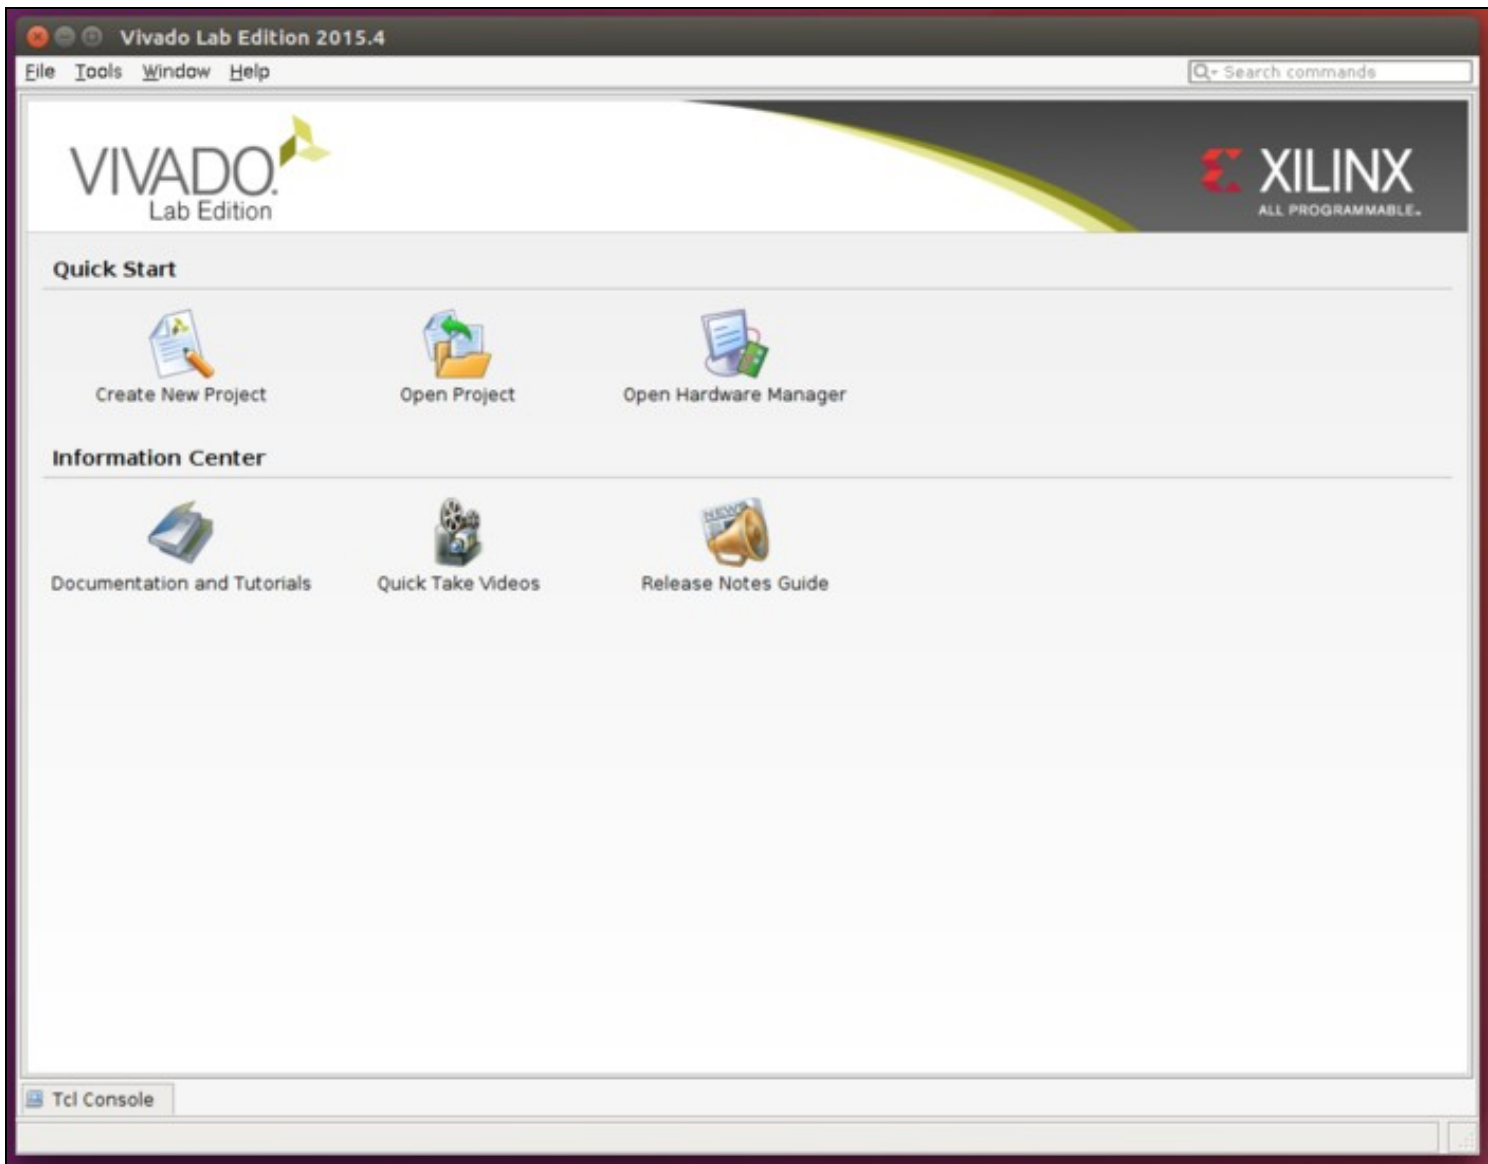 Vivado Lab Edition 2015.4
File Tools Window Help Search commands
VIVADO.
Lab Edition
XILINX
ALL PROGRAMMABLE.
Quick Start
Create New Project Open Project Open Hardware Manager
Information Center
NEWS
Documentation and Tutorials Quick Take Videos Release Notes Guide
Tcl Console